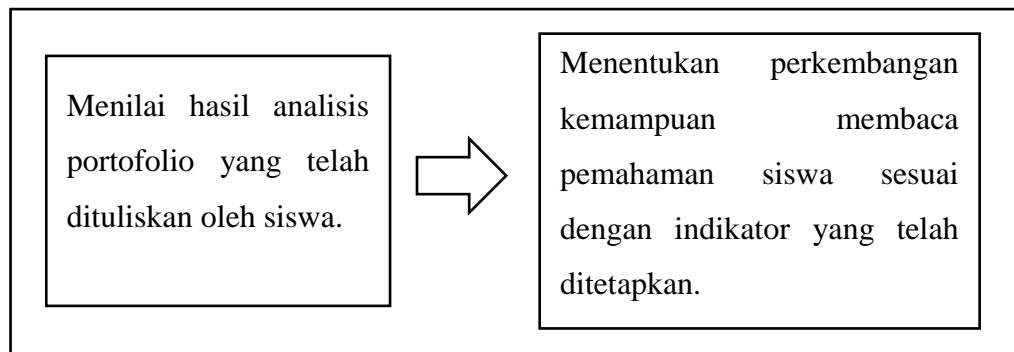 Menilai hasil analisis
portofolio yang telah
dituliskan oleh siswa.
Menentukan perkembangan
kemampuan membaca
pemahaman siswa sesuai
dengan indikator yang telah
ditetapkan.